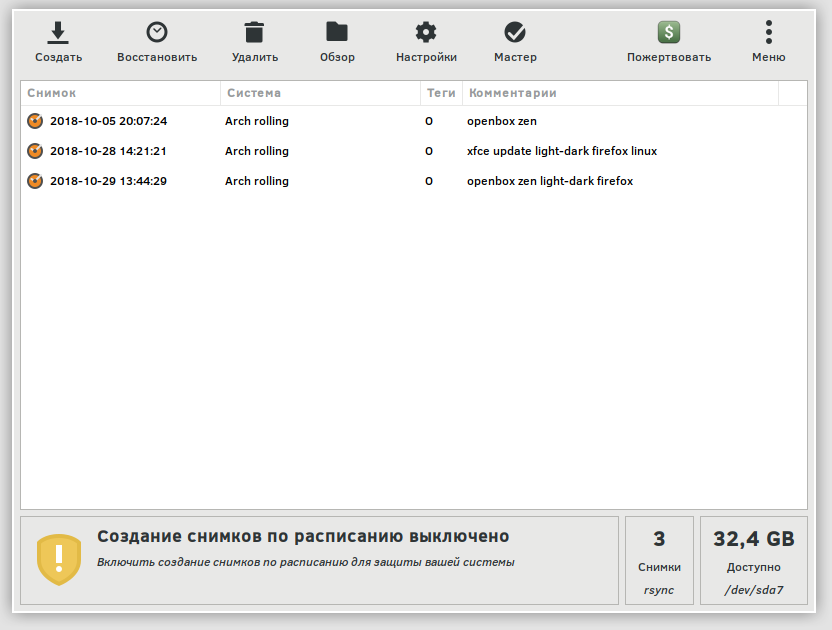 Создать Восстановить Удалить Обзор Настройки Мастер Пожертвовать Меню
Снимок Система Теги Комментарии
2018-10-05 20:07:24 Arch rolling O openbox zen
2018-10-28 14:21:21 Arch rolling O xfce update light-dark firefox linux
2018-10-29 13:44:29 Arch rolling O openbox zen light-dark firefox
Создание снимков по расписанию выключено
Включить создание снимков по расписанию для защиты вашей системы
3
Снимки
rsync
32,4 GB
Доступно
/dev/sda7